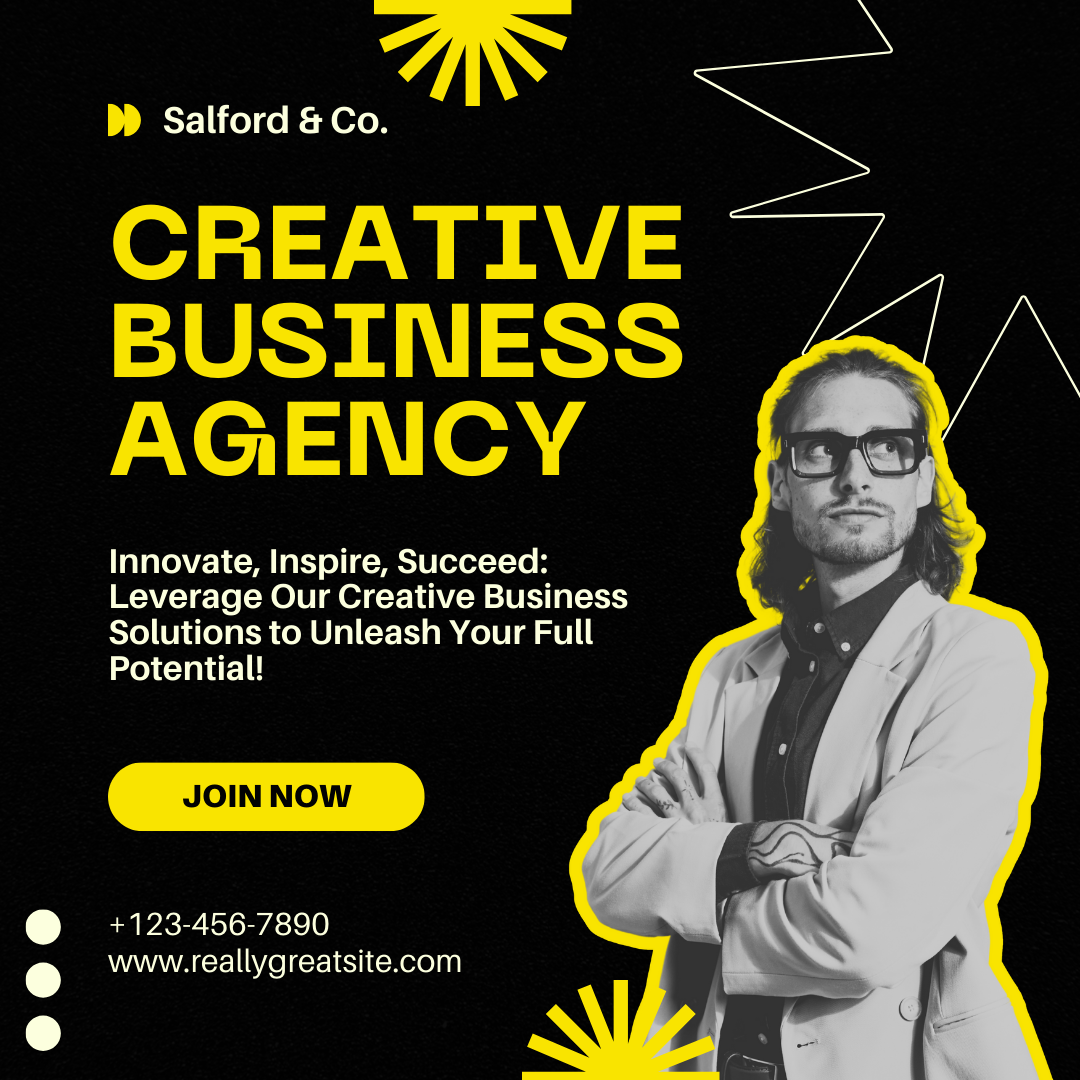 Salford & Co.
CREATIVE
BUSINESS
AGENCY
Innovate, Inspire, Succeed:
Leverage Our Creative Business
Solutions to Unleash Your Full
Potential!
JOIN NOW
+123-456-7890
www.reallygreatsite.com